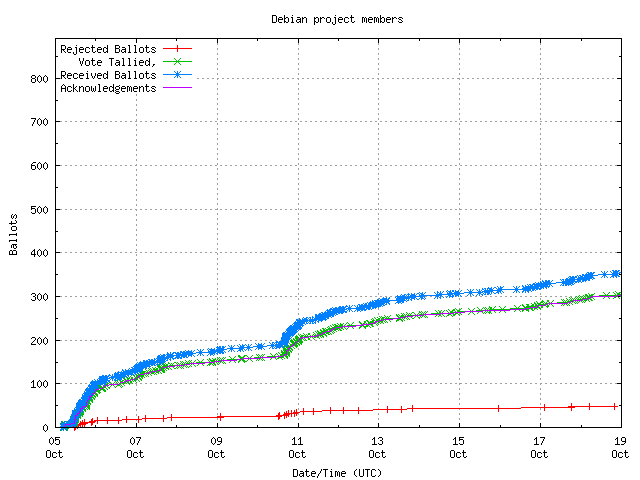 Debian project members
Rejected Ballots
Vote Tallied,
Received Ballots
Acknowledgements
800
700
600
500
400
300
200
100
0
Ballots
05 07 09 11 13 15 17 19
Oct Oct Oct Oct Oct Oct Oct Oct
Date/Time (UTC)